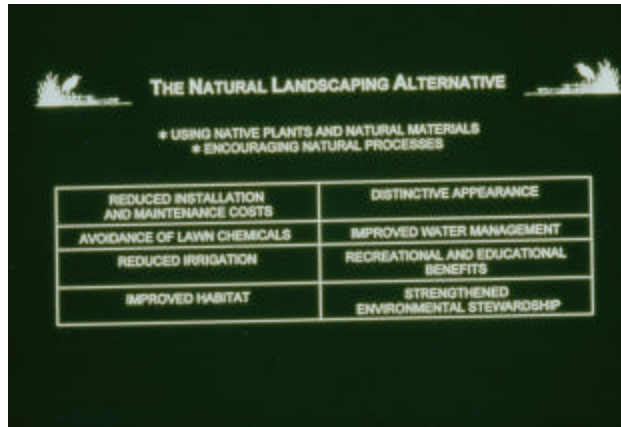 THE NATURAL LANDSCAPING ALTERNATIVE
* USING NATIVE PLANTS AND NATURAL MATERIALS
* ENCOURAGING NATURAL PROCESSES
REDUCED INSTALLATION
AND MAINTENANCE COSTS
DISTINCTIVE APPEARANCE
AVOIDANCE OF LAWN CHEMICALS
IMPROVED WATER MANAGEMENT
REDUCED IRRIGATION
RECREATIONAL AND EDUCATIONAL
BENEFITS
IMPROVED HABITAT
STRENGTHENED
ENVIRONMENTAL STEWARDSHIP